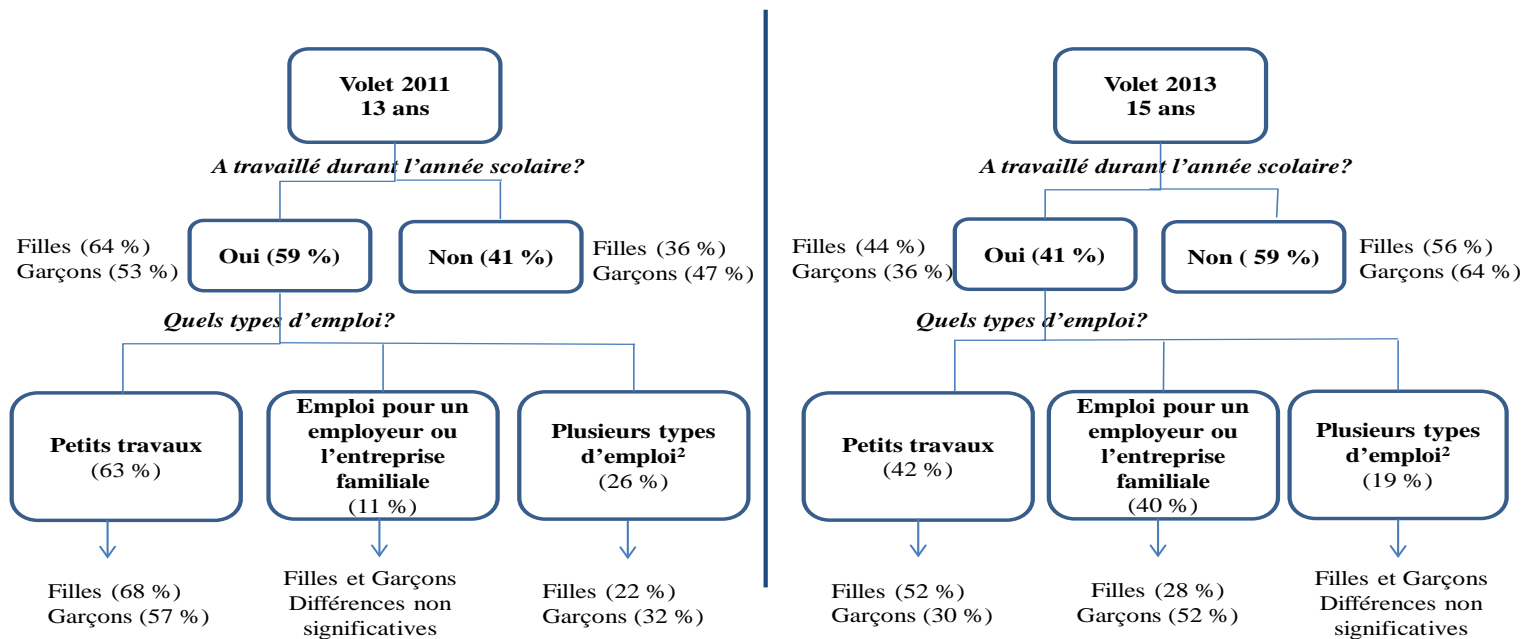 Volet 2011
13 ans
A travaillé durant l’année scolaire?
Filles (64 %)
Garçons (53 %)
Oui (59 %)
Non (41 %)
Filles (36 %)
Garçons (47 %)
Quels types d’emploi?
Petits travaux
(63 %)
Emploi pour un
employeur ou
l’entreprise
familiale
(11 %)
Plusieurs types
d’emploi²
(26 %)
Filles (68 %)
Garçons (57 %)
Filles et Garçons
Différences non
significatives
Filles (22 %)
Garçons (32 %)
Volet 2013
15 ans
A travaillé durant l’année scolaire?
Filles (44 %)
Garçons (36 %)
Oui (41 %)
Non ( 59 %)
Filles (56 %)
Garçons (64 %)
Quels types d’emploi?
Petits travaux
(42 %)
Emploi pour un
employeur ou
l’entreprise
familiale
(40 %)
Plusieurs types
d’emploi²
(19 %)
Filles (52 %)
Garçons (30 %)
Filles (28 %)
Garçons (52 %)
Filles et Garçons
Différences non
significatives